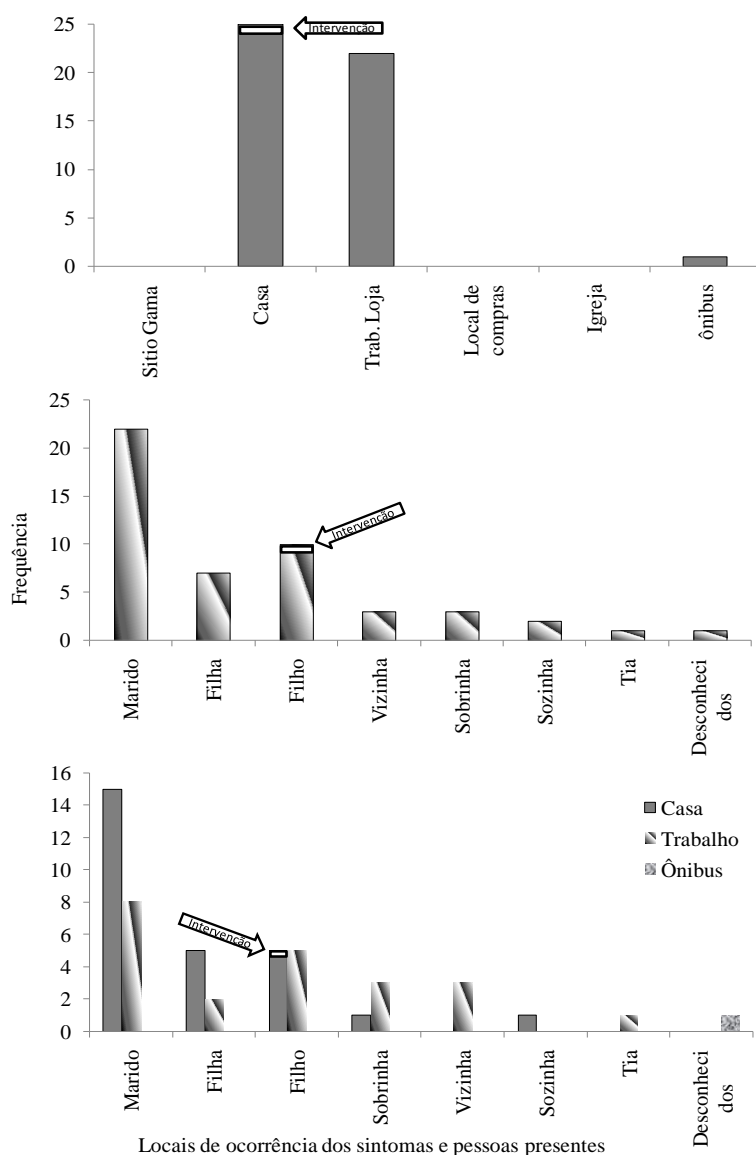 25
Intervenção
20
15
10
5
0
Sitio Gama
Casa
Trab. Loja
Local de
compras
Igreja
ônibus
Frequência
25
20
15
10
5
0
Intervenção
Marido
Filha
Filho
Vizinha
Sobrinha
Sozinha
Tia
Desconheci
dos
16
14
12
10
8
6
4
2
0
Casa
Trabalho
Ônibus
Intervenção
Marido
Filha
Filho
Sobrinha
Vizinha
Sozinha
Tia
Desconheci
dos
Locais de ocorrência dos sintomas e pessoas presentes